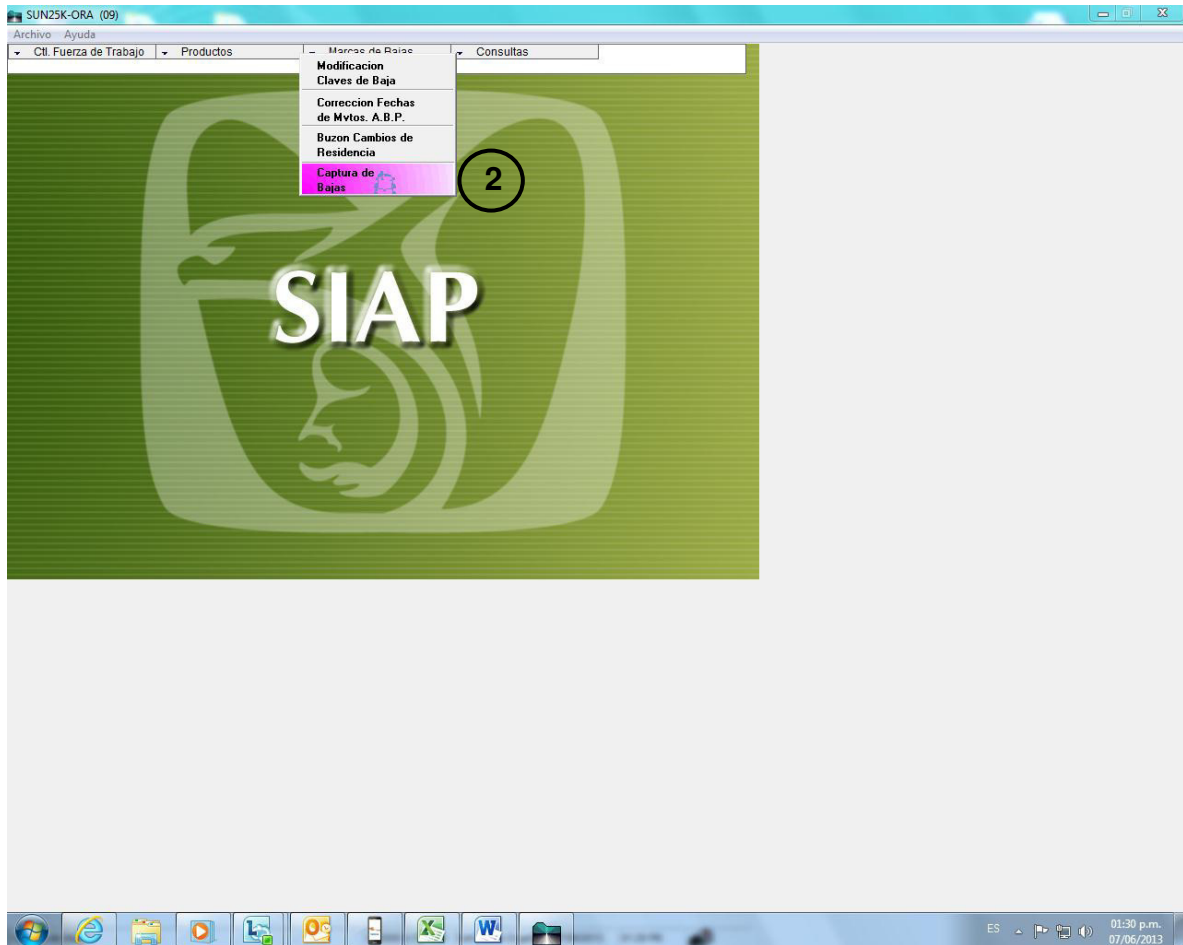 SUN25K-ORA (09)
Archivo Ayuda
Ctl. Fuerza de Trabajo Productos Marcas de Bajas Consultas
Modificacion
Claves de Baja
Correccion Fechas
de Mvtos. A.B.P.
Buzon Cambios de
Residencia
Captura de
Bajas
2
SIAP
ES 01:30 p.m.
07/06/2013